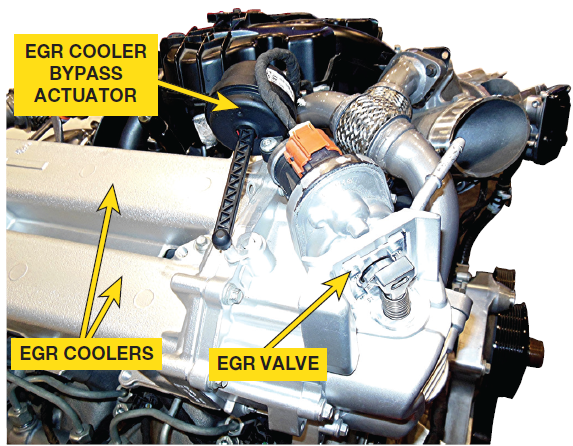 EGR COOLER
BYPASS
ACTUATOR
EGR COOLERS
EGR VALVE